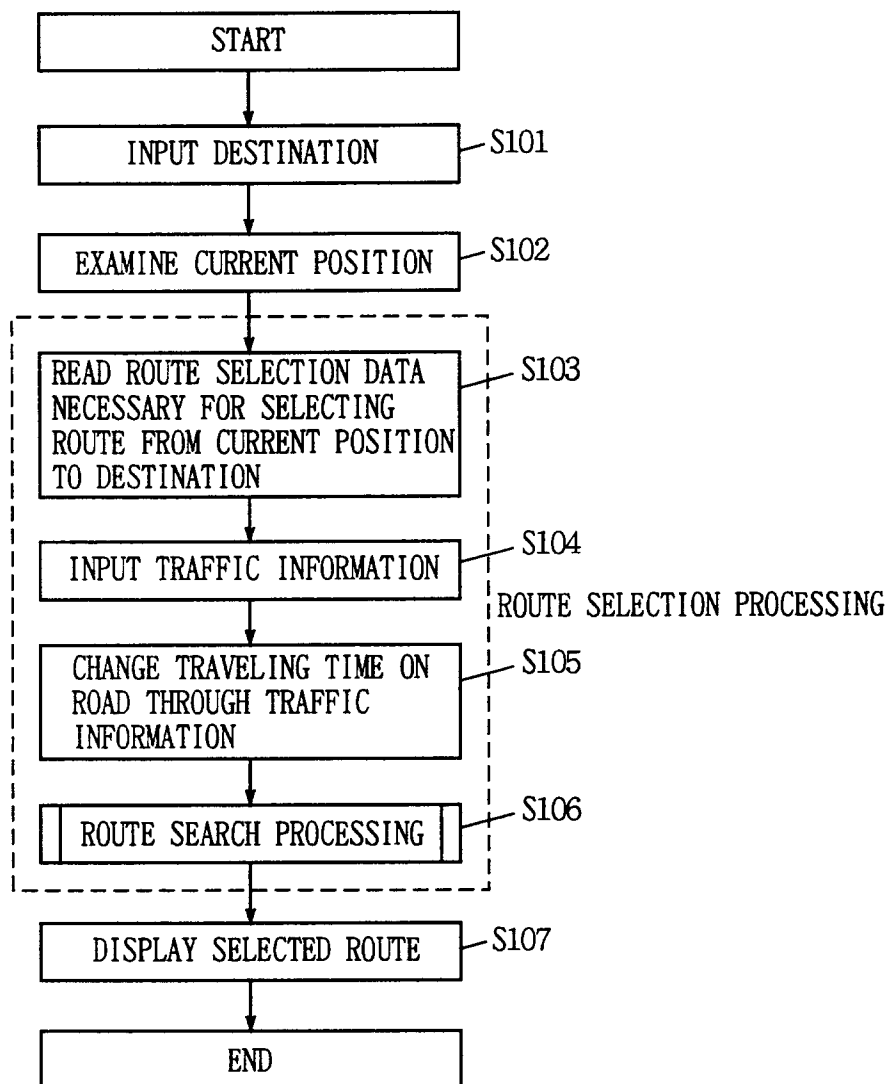 START
INPUT DESTINATION
S101
EXAMINE CURRENT POSITION
S102
READ ROUTE SELECTION DATA
NECESSARY FOR SELECTING
ROUTE FROM CURRENT POSITION
TO DESTINATION
S103
INPUT TRAFFIC INFORMATION
S104
ROUTE SELECTION PROCESSING
CHANGE TRAVELING TIME ON
ROAD THROUGH TRAFFIC
INFORMATION
S105
ROUTE SEARCH PROCESSING
S106
DISPLAY SELECTED ROUTE
S107
END